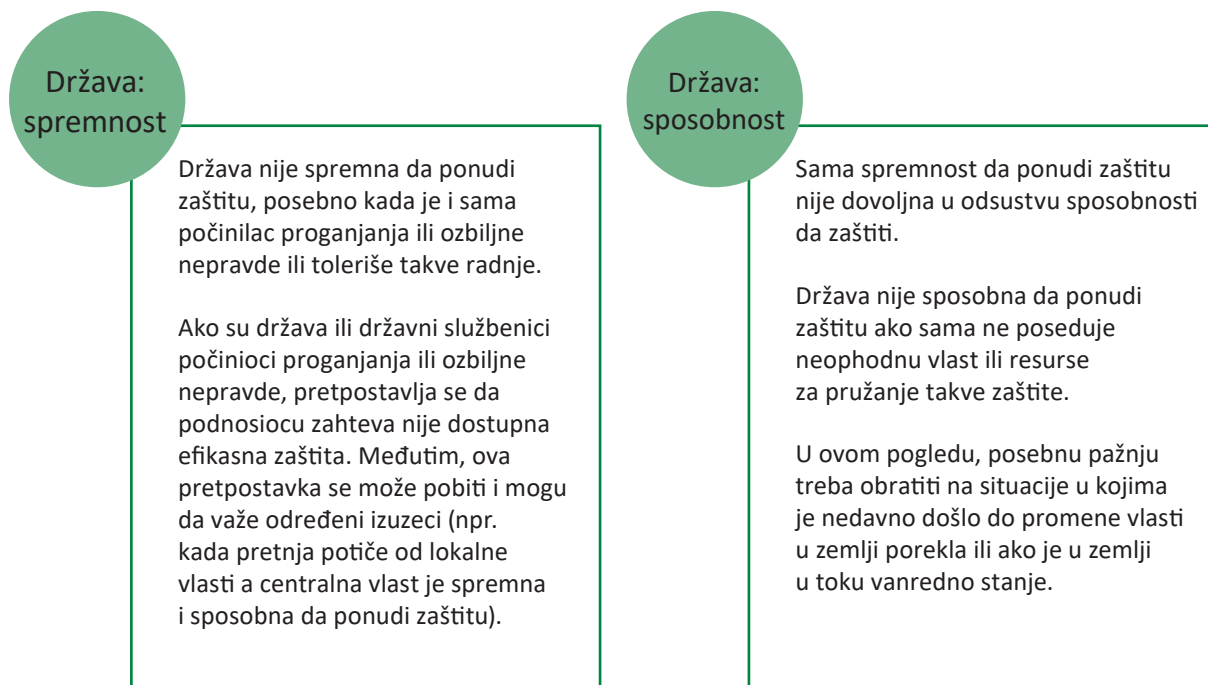 Država:
spremnost
Država nije spremna da ponudi
zaštitu, posebno kada je i sama
počinilac proganjanja ili ozbiljne
nepravde ili toleriše takve radnje.
Ako su država ili državni službenici
počinioci proganjanja ili ozbiljne
nepravde, pretpostavlja se da
podnosiocu zahteva nije dostupna
efikasna zaštita. Međutim, ova
pretpostavka se može pobiti i mogu
da važe određeni izuzeci (npr.
kada pretnja potiče od lokalne
vlasti a centralna vlast je spremna
i sposobna da ponudi zaštitu).
Država:
sposobnost
Sama spremnost da ponudi zaštitu
nije dovoljna u odsustvu sposobnosti
da zaštiti.
Država nije sposobna da ponudi
zaštitu ako sama ne poseduje
neophodnu vlast ili resurse
za pružanje takve zaštite.
U ovom pogledu, posebnu pažnju
treba obratiti na situacije u kojima
je nedavno došlo do promene vlasti
u zemlji porekla ili ako je u zemlji
u toku vanredno stanje.